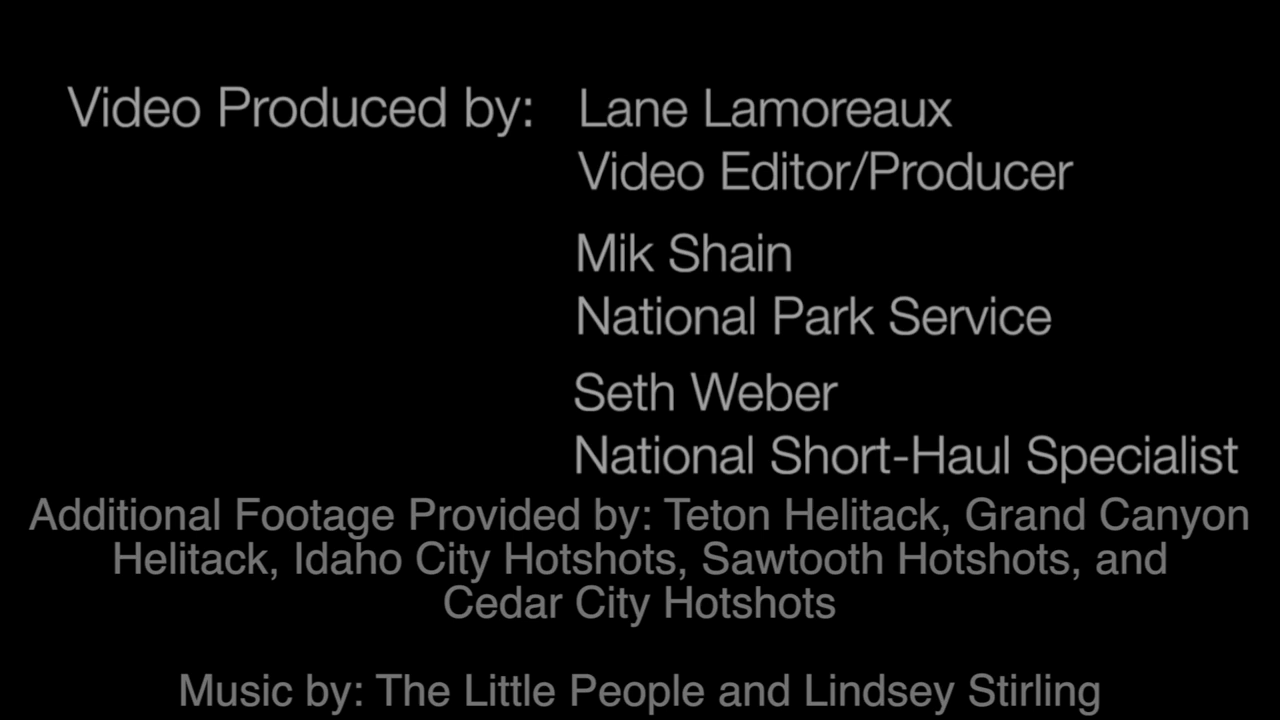 Video Produced by: Lane Lamoreaux
Video Editor/Producer
Mik Shain
National Park Service
Seth Weber
National Short-Haul Specialist
Additional Footage Provided by: Teton Helitack, Grand Canyon
Helitack, Idaho City Hotshots, Sawtooth Hotshots, and
Cedar City Hotshots
Music by: The Little People and Lindsey Stirling